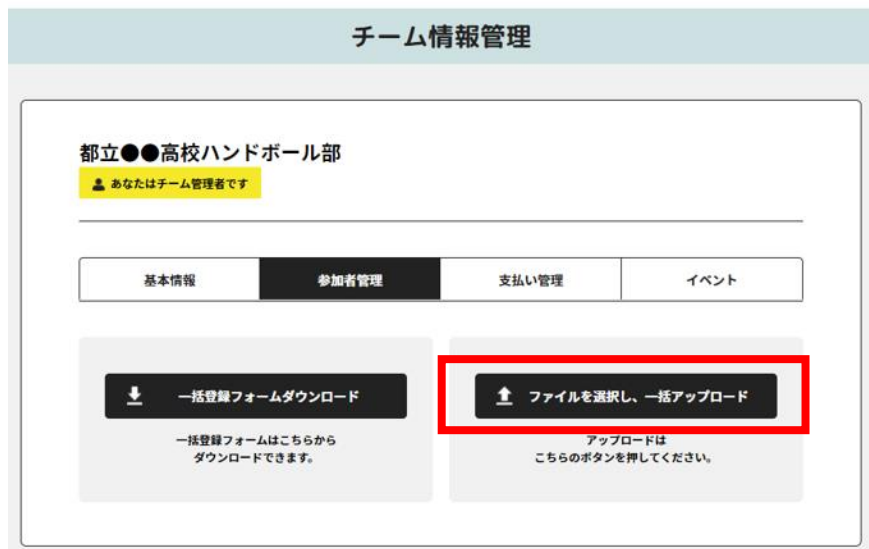 チーム情報管理
都立●●高校ハンドボール部
あなたはチーム管理者です
基本情報
参加者管理
支払い管理
イベント
一括登録フォームダウンロード
一括登録フォームはこちらから
ダウンロードできます。
ファイルを選択し、一括アップロード
アップロードは
こちらのボタンを押してください。